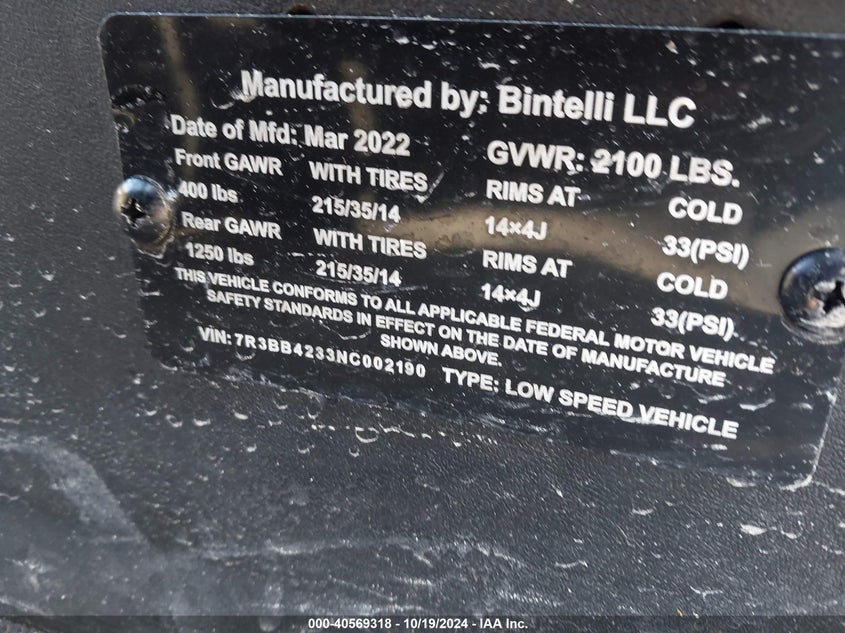 Manufactured by: Bintelli LLC
Date of Mfd: Mar 2022 GVWR: 2100 LBS.
Front GAWR WITH TIRES RIMS AT COLD
400 lbs 215/35/14 14×4J 33(PSI)
Rear GAWR WITH TIRES RIMS AT COLD
1250 lbs 215/35/14 14×4J 33(PSI)
THIS VEHICLE CONFORMS TO ALL APPLICABLE FEDERAL MOTOR VEHICLE
SAFETY STANDARDS IN EFFECT ON THE DATE OF MANUFACTURE
SHOWN ABOVE.
VIN: 7R3BB4233NC002190 TYPE: LOW SPEED VEHICLE
000-40569318 - 10/19/2024 - IAA Inc.